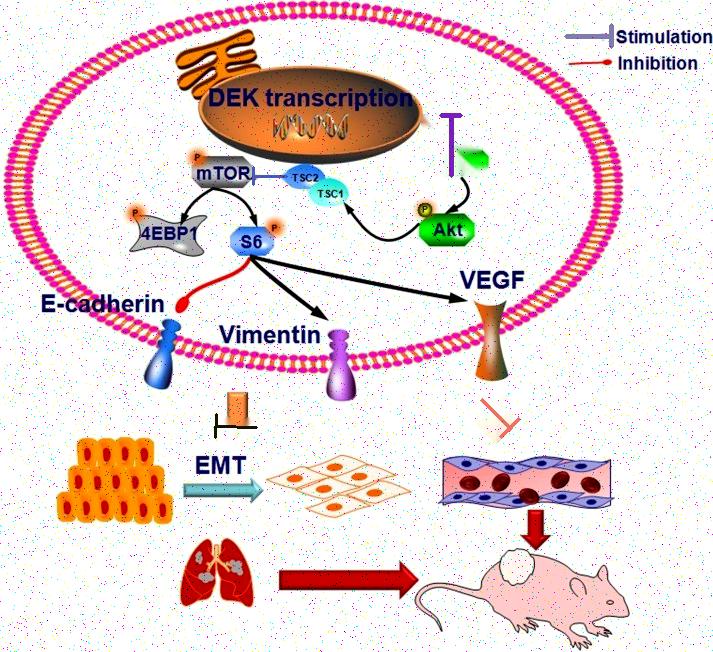 Stimulation
Inhibition
DEK transcription
P
mTOR
TSC2
TSC1
P
4EBP1
P
S6
P
Akt
VEGF
E-cadherin
Vimentin
EMT